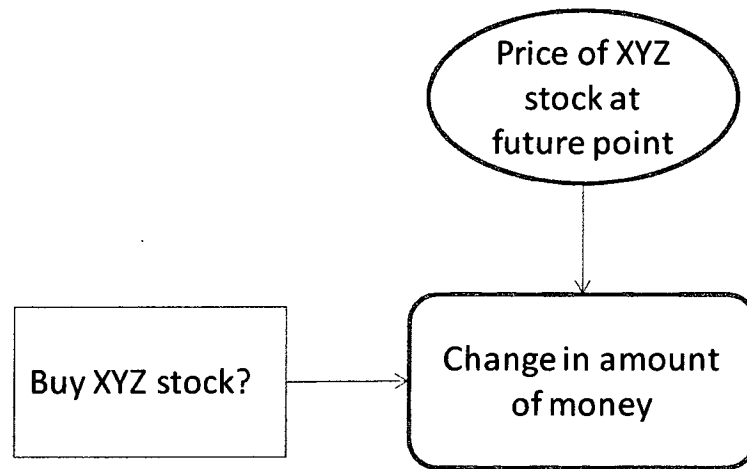 Price of XYZ
stock at
future point
Buy XYZ stock?
Change in amount
of money